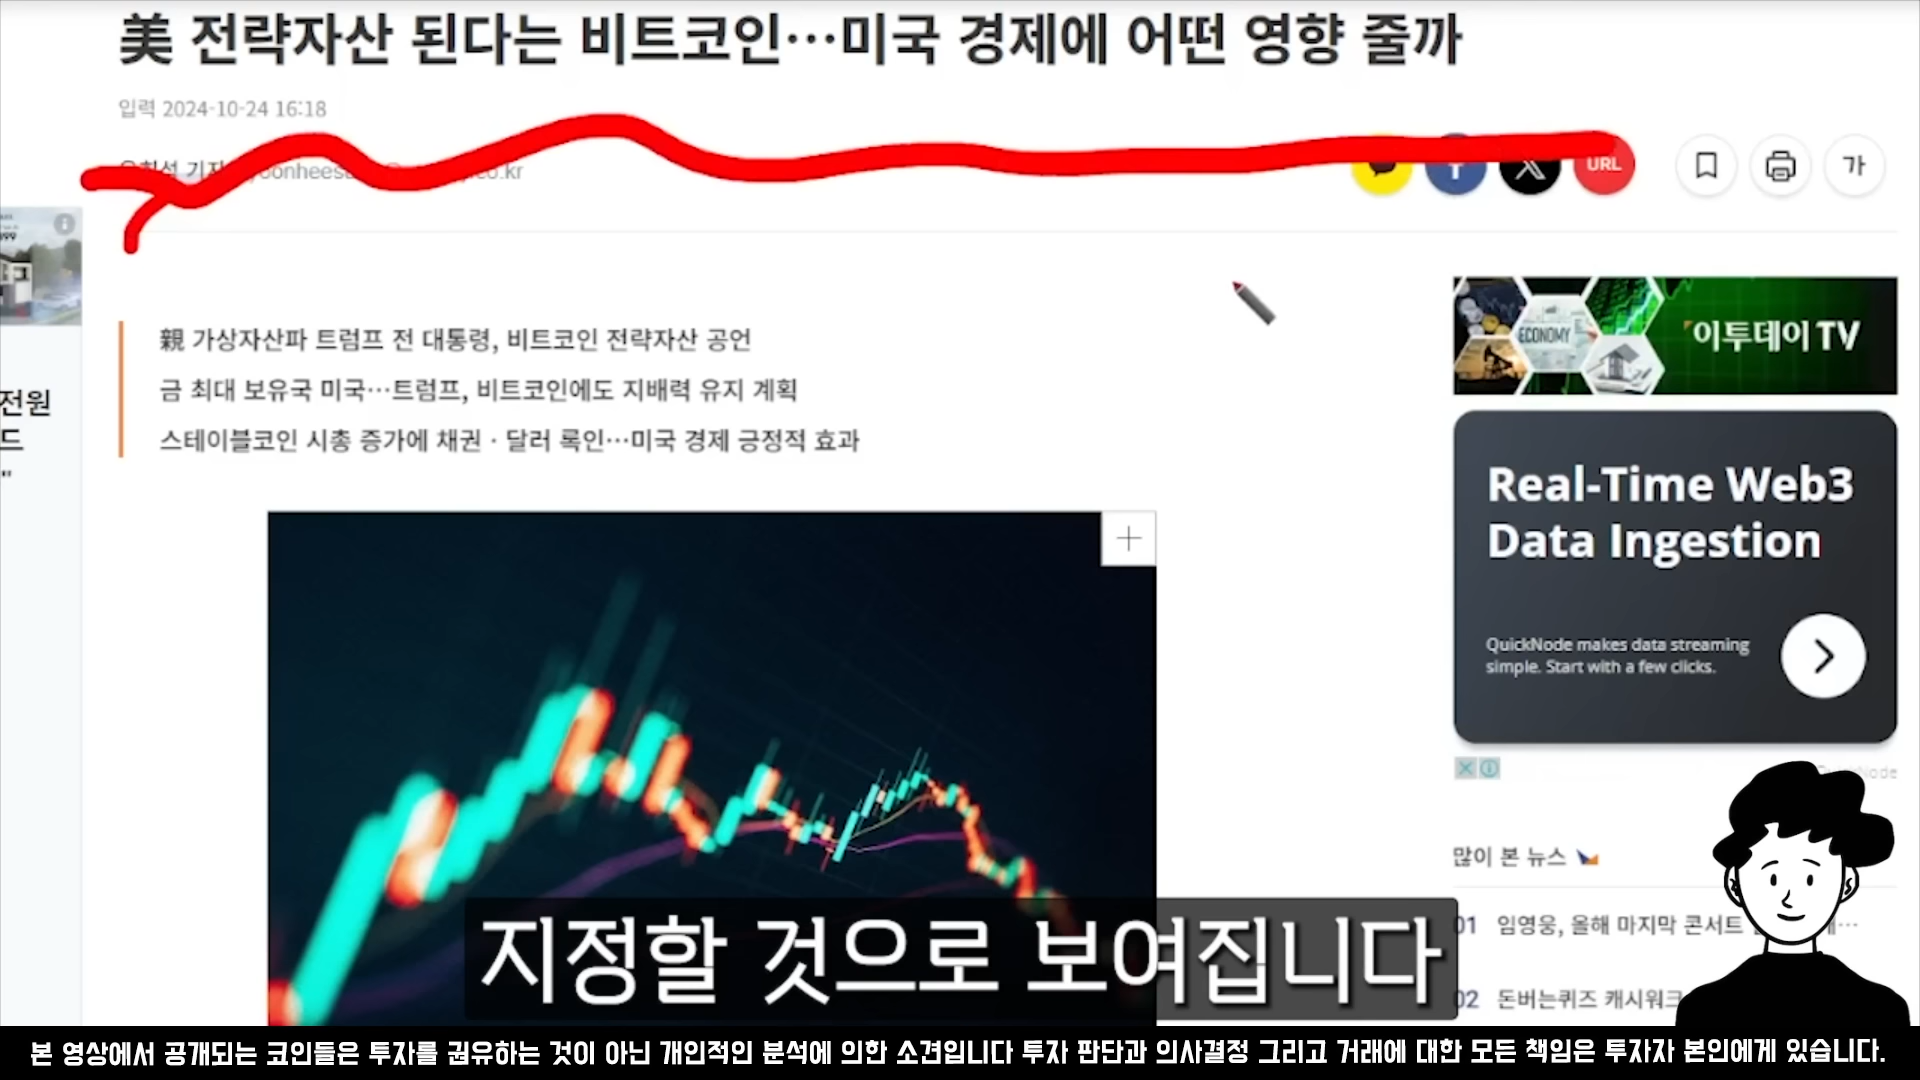 美 전략자산 된다는 비트코인…미국 경제에 어떤 영향 줄까
입력 2024-10-24 16:18
기자
URL
가
전원
드
"
親 가상자산파 트럼프 전 대통령, 비트코인 전략자산 공언
금 최대 보유국 미국…트럼프, 비트코인에도 지배력 유지 계획
스테이블코인 시총 증가에 채권·달러 록인…미국 경제 긍정적 효과
ECONOMY
이투데이 TV
Real-Time Web3
Data Ingestion
QuickNode makes data streaming
simple. Start with a few clicks.
많이 본 뉴스
01 임영웅, 올해 마지막 콘서트
02 돈버는퀴즈 캐시워크
지정할 것으로 보여집니다
본 영상에서 공개되는 코인들은 투자를 권유하는 것이 아닌 개인적인 분석에 의한 소견입니다 투자 판단과 의사결정 그리고 거래에 대한 모든 책임은 투자자 본인에게 있습니다.